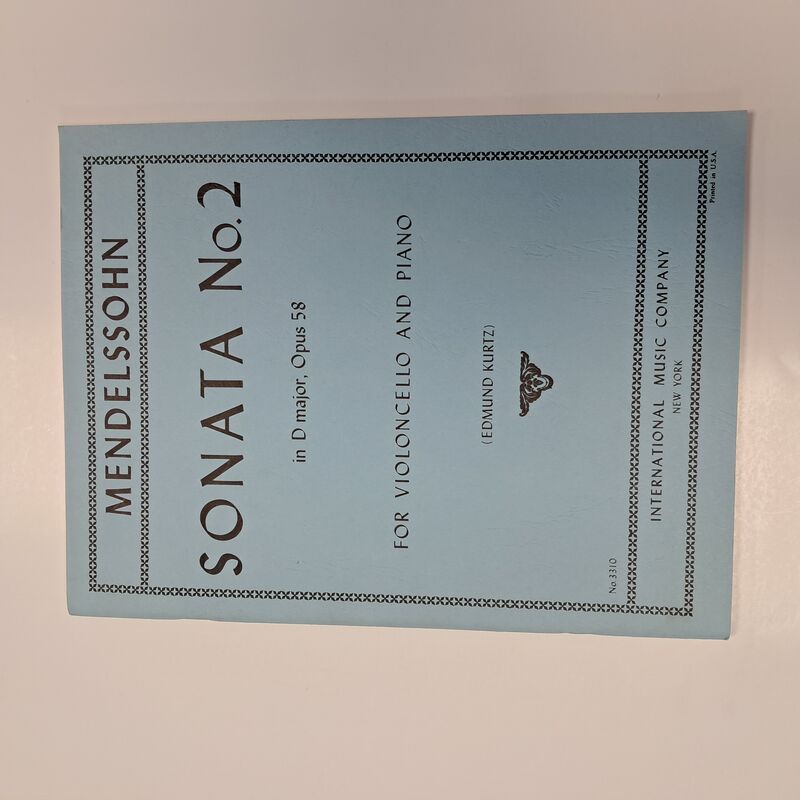 MENDELSSOHN
SONATA No. 2
in D major, Opus 58
FOR VIOLONCELLO AND PIANO
(EDMUND KURTZ)
No. 3310
INTERNATIONAL MUSIC COMPANY
NEW YORK
Printed in U.S.A.